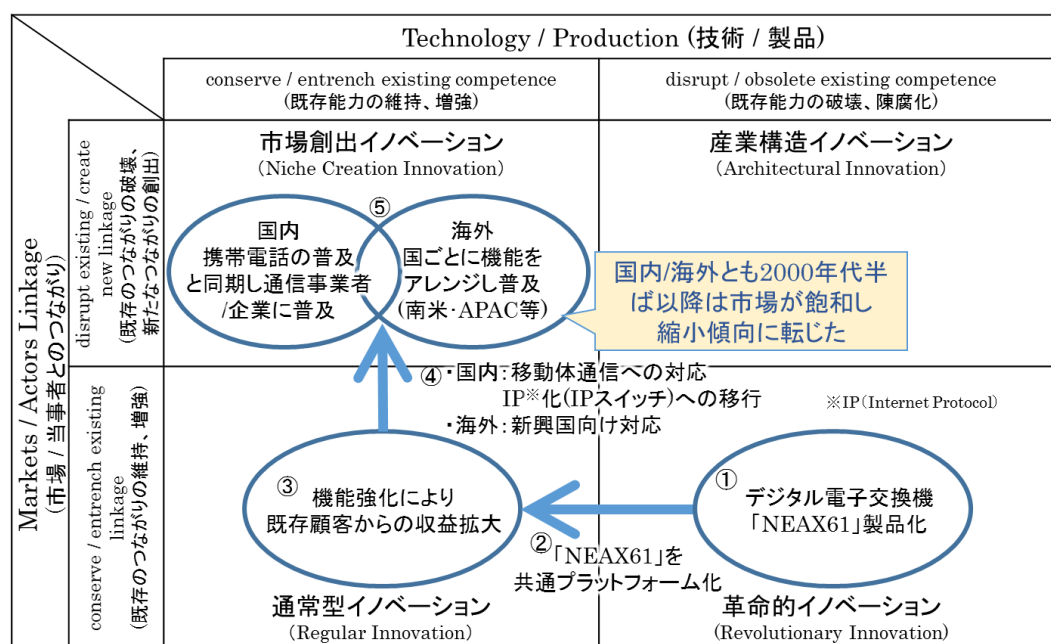 Technology / Production (技術 / 製品)
conserve / entrench existing competence
(既存能力の維持、増強)
disrupt / obsolete existing competence
(既存能力の破壊、陳腐化)
Markets / Actors Linkage
(市場 / 当事者とのつながり)
disrupt existing / create
new linkage
(既存のつながりの破壊、
新たなつながりの創出)
市場創出イノベーション
(Niche Creation Innovation)
産業構造イノベーション
(Architectural Innovation)
⑤
国内
携帯電話の普及
と同期し通信事業者
/企業に普及
海外
国ごとに機能を
アレンジし普及
(南米・APAC等)
国内/海外とも2000年代半
ば以降は市場が飽和し
縮小傾向に転じた
④・国内：移動体通信への対応
IP※化(IPスイッチ)への移行
・海外：新興国向け対応
※IP(Internet Protocol)
conserve / entrench existing
linkage
(既存のつながりの維持、増強)
③ 機能強化により
既存顧客からの収益拡大
① デジタル電子交換機
「NEAX61」製品化
② 「NEAX61」を
共通プラットフォーム化
通常型イノベーション
(Regular Innovation)
革命的イノベーション
(Revolutionary Innovation)